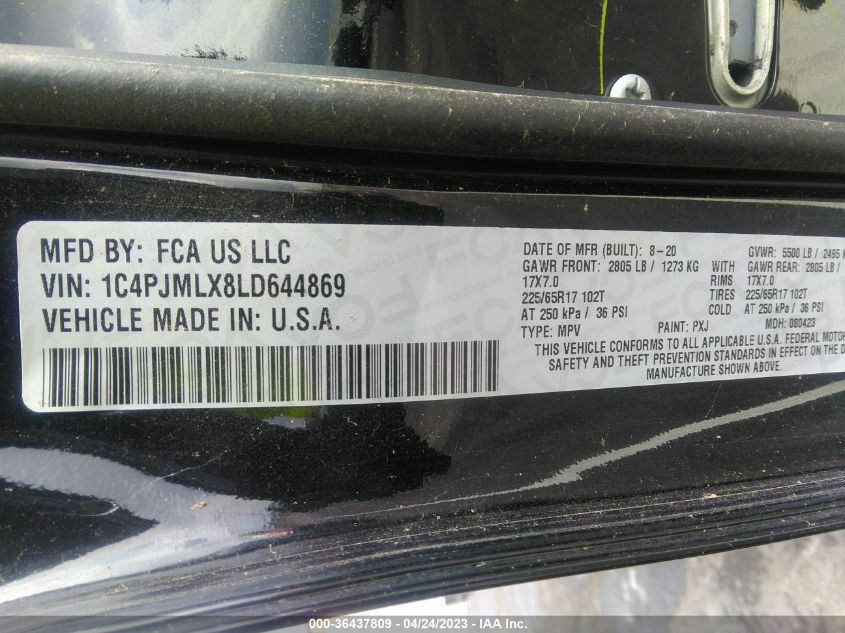 MFD BY: FCA US LLC
VIN: 1C4PJMLX8LD644869
VEHICLE MADE IN: U.S.A.
DATE OF MFR (BUILT): 8-20 GVWR: 5500 LB / 2495 K
GAWR FRONT: 2805 LB / 1273 KG WITH GAWR REAR: 2805 LB /
17X7.0 RIMS 17X7.0
225/65R17 102T TIRES 225/65R17 102T
AT 250 kPa / 36 PSI COLD AT 250 kPa / 36 PSI
TYPE: MPV PAINT: PXJ MDH: 080423
THIS VEHICLE CONFORMS TO ALL APPLICABLE U.S.A. FEDERAL MOTOR
SAFETY AND THEFT PREVENTION STANDARDS IN EFFECT ON THE D
MANUFACTURE SHOWN ABOVE.
000-36437809 - 04/24/2023 - IAA Inc.